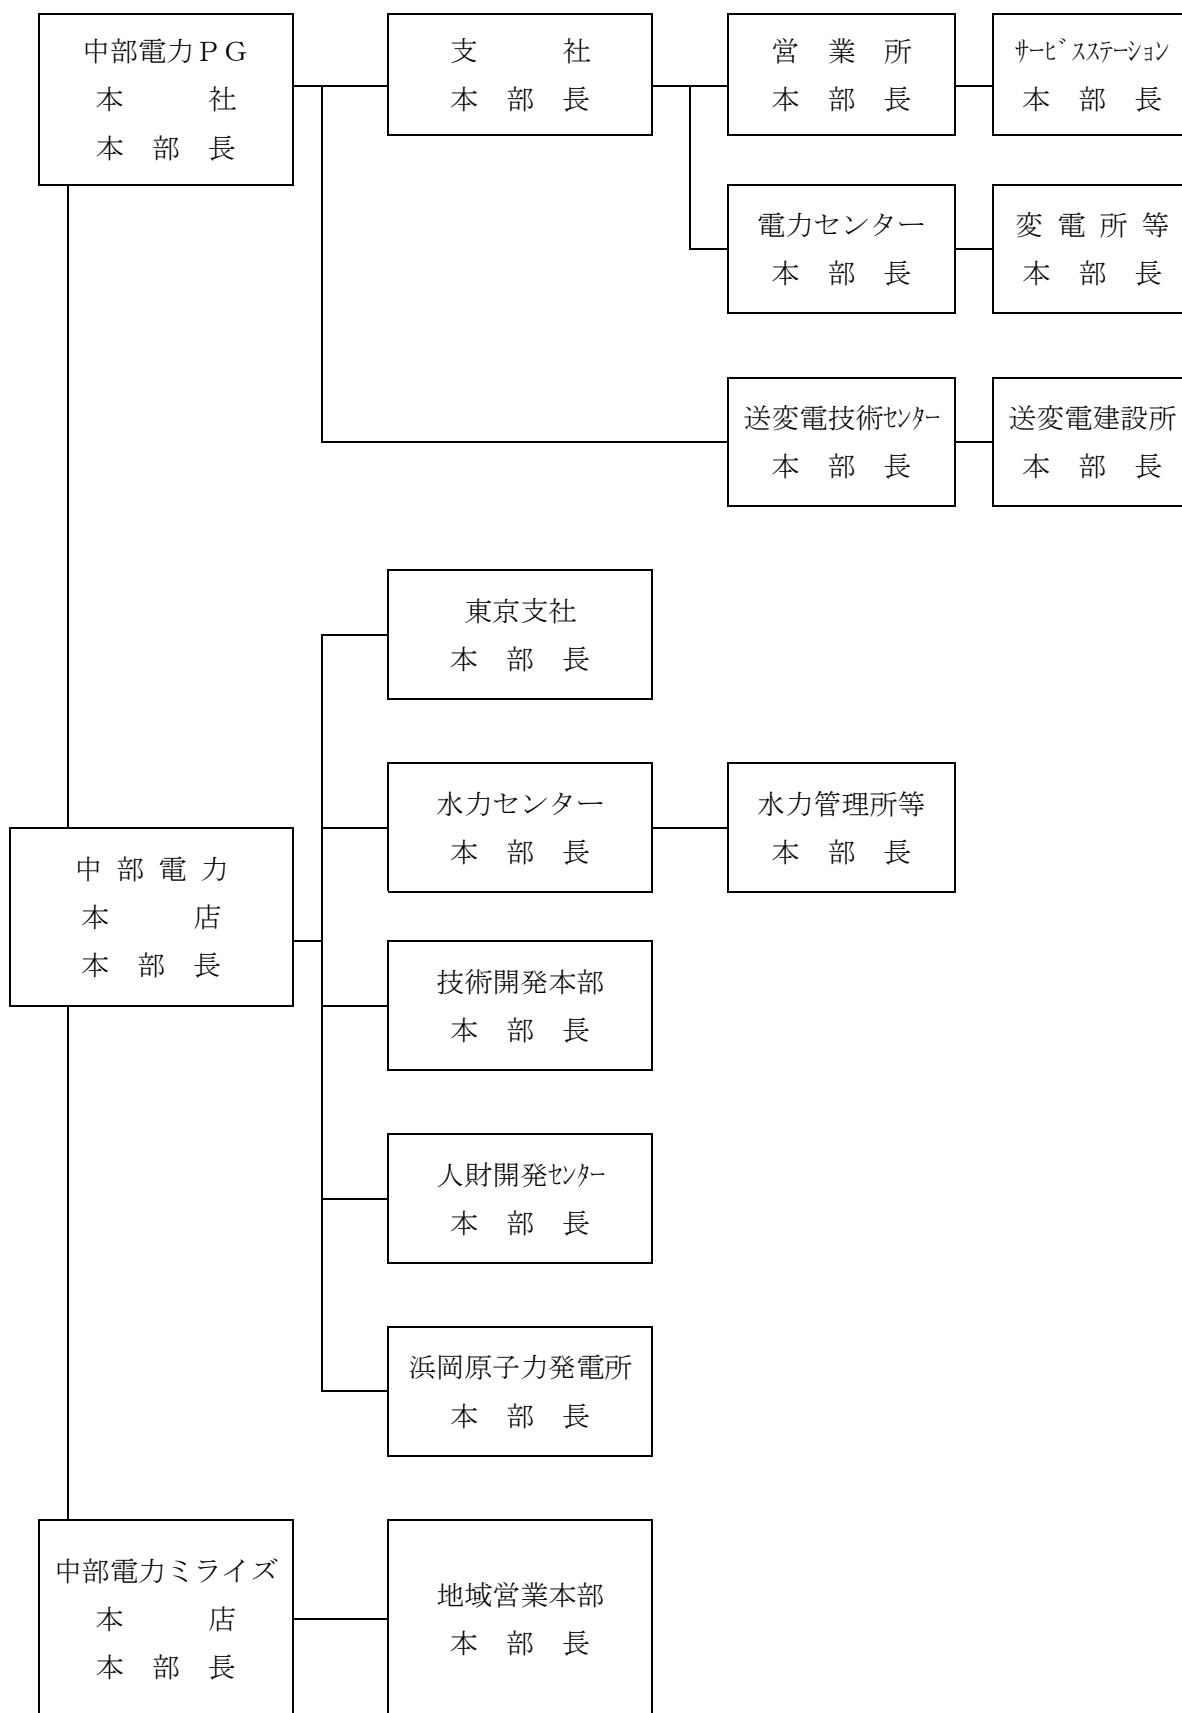 中部電力PG
本社
本部長
支社
本部長
営業所
本部長
ｻｰﾋﾞｽｽﾃｰｼｮﾝ
本部長
電力センター
本部長
変電所等
本部長
送変電技術ｾﾝﾀｰ
本部長
送変電建設所
本部長
東京支社
本部長
水力センター
本部長
水力管理所等
本部長
中部電力
本店
本部長
技術開発本部
本部長
人財開発ｾﾝﾀｰ
本部長
浜岡原子力発電所
本部長
中部電力ミライズ
本店
本部長
地域営業本部
本部長